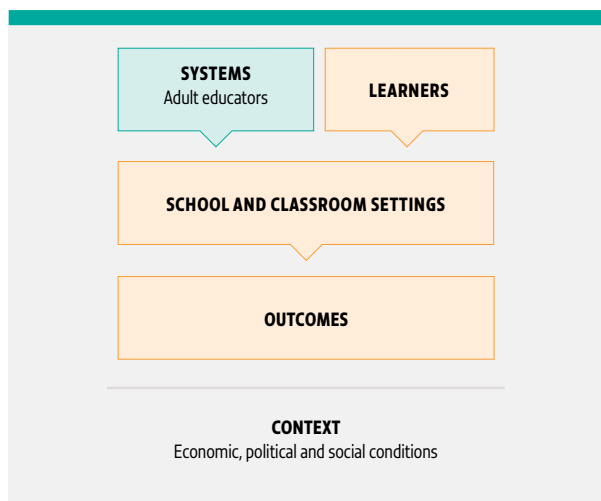 SYSTEMS
Adult educators
LEARNERS
SCHOOL AND CLASSROOM SETTINGS
OUTCOMES
CONTEXT
Economic, political and social conditions